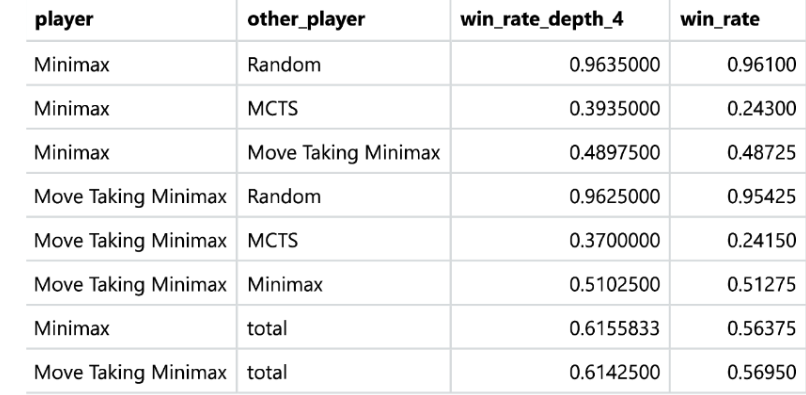 player other_player win_rate_depth_4 win_rate
Minimax Random 0.9635000 0.96100
Minimax MCTS 0.3935000 0.24300
Minimax Move Taking Minimax 0.4897500 0.48725
Move Taking Minimax Random 0.9625000 0.95425
Move Taking Minimax MCTS 0.3700000 0.24150
Move Taking Minimax Minimax 0.5102500 0.51275
Minimax total 0.6155833 0.56375
Move Taking Minimax total 0.6142500 0.56950